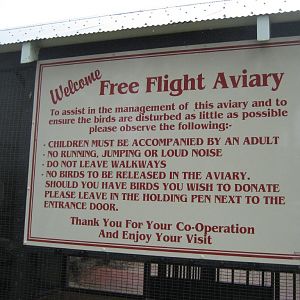 Welcome
Free Flight Aviary
To assist in the management of this aviary and to
ensure the birds are disturbed as little as possible
please observe the following:-
- CHILDREN MUST BE ACCOMPANIED BY AN ADULT
- NO RUNNING, JUMPING OR LOUD NOISE
- DO NOT LEAVE WALKWAYS
- NO BIRDS TO BE RELEASED IN THE AVIARY.
SHOULD YOU HAVE BIRDS YOU WISH TO DONATE
PLEASE LEAVE IN THE HOLDING PEN NEXT TO THE
ENTRANCE DOOR.
Thank You For Your Co-Operation
And Enjoy Your Visit